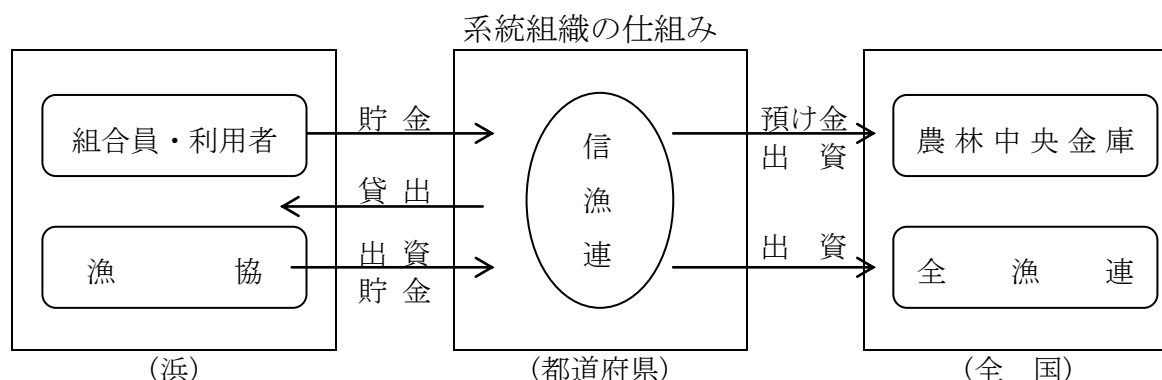 系統組織の仕組み
組合員・利用者
漁協
(浜)
貯金
貸出
出資
貯金
信
漁
連
(都道府県)
預け金
出資
出資
農林中央金庫
全漁連
(全 国)